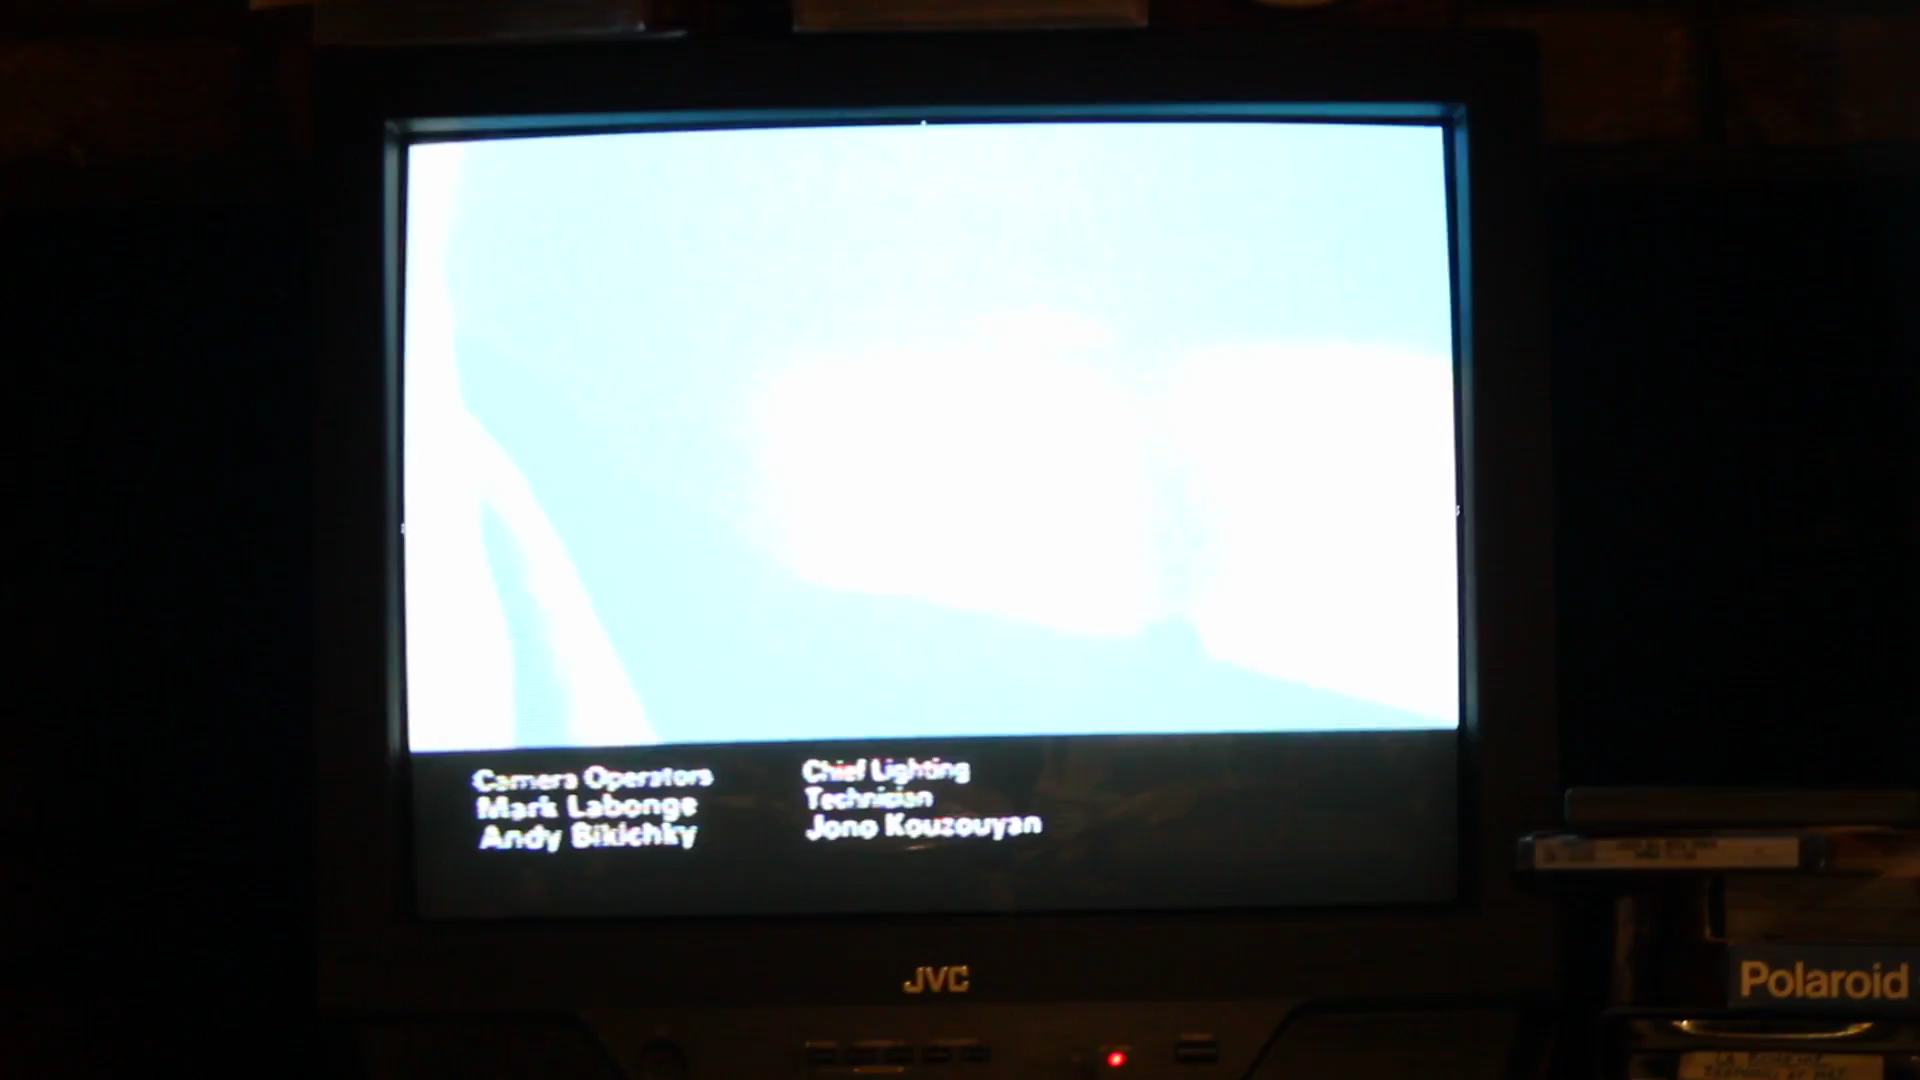 Camera Operators
Mark Labonge
Andy Bikichky
Chief Lighting
Technician
Jono Kouzouyan
JVC
Polaroid